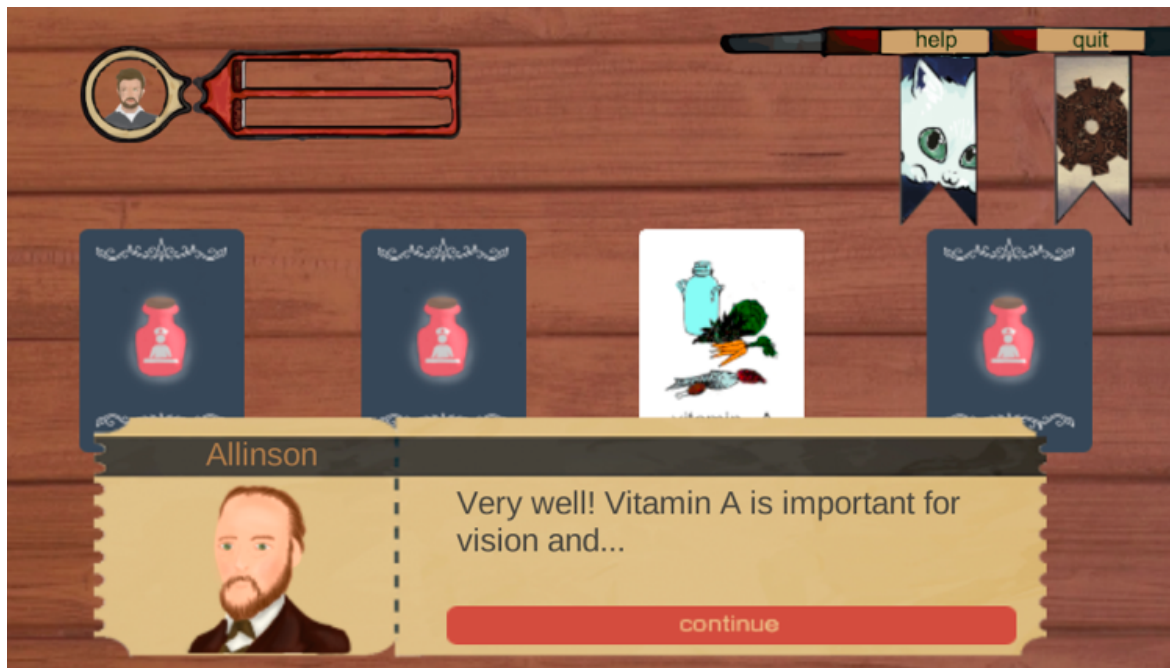 help
quit
Allinson
Very well! Vitamin A is important for
vision and...
continue